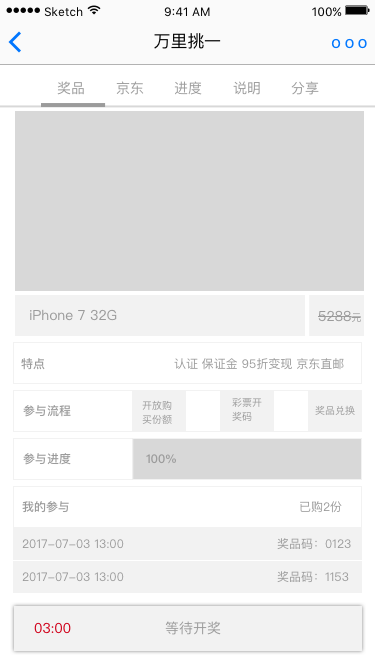 Sketch 9:41 AM 100%
万里挑一
奖品 京东 进度 说明 分享
iPhone 7 32G 5288元
特点 认证 保证金 95折变现 京东直邮
参与流程 开放购买份额 彩票开奖码 奖品兑换
参与进度 100%
我的参与 已购2份
2017-07-03 13:00 奖品码：0123
2017-07-03 13:00 奖品码：1153
03:00 等待开奖